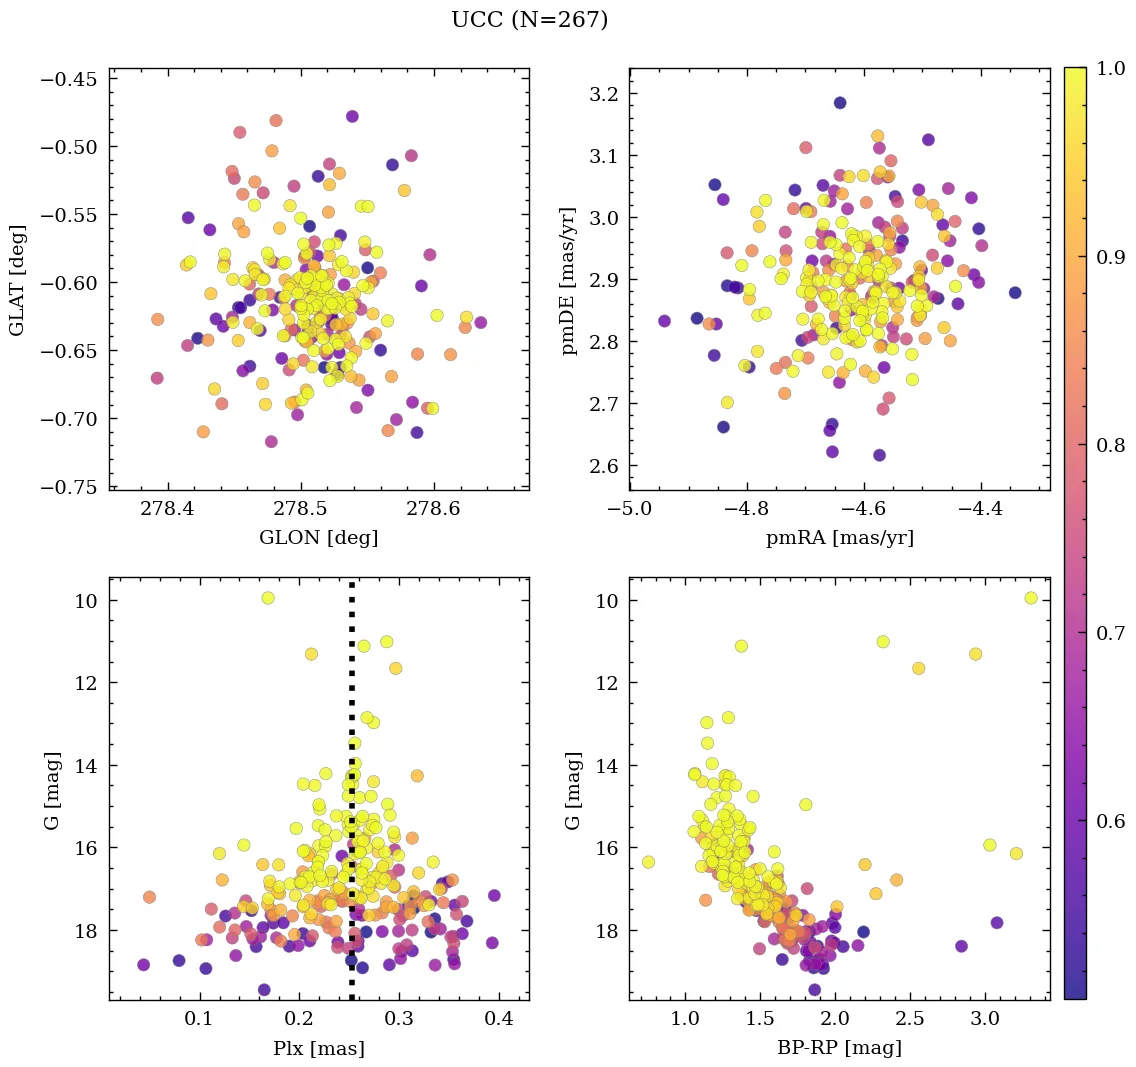 UCC (N=267)
−0.45
−0.50
−0.55
−0.60
−0.65
−0.70
−0.75
GLAT [deg]
278.4 278.5 278.6
GLON [deg]
3.2
3.1
3.0
2.9
2.8
2.7
2.6
pmDE [mas/yr]
−5.0 −4.8 −4.6 −4.4
pmRA [mas/yr]
1.0
0.9
0.8
0.7
0.6
10
12
14
16
18
G [mag]
0.1 0.2 0.3 0.4
Plx [mas]
10
12
14
16
18
G [mag]
1.0 1.5 2.0 2.5 3.0
BP-RP [mag]